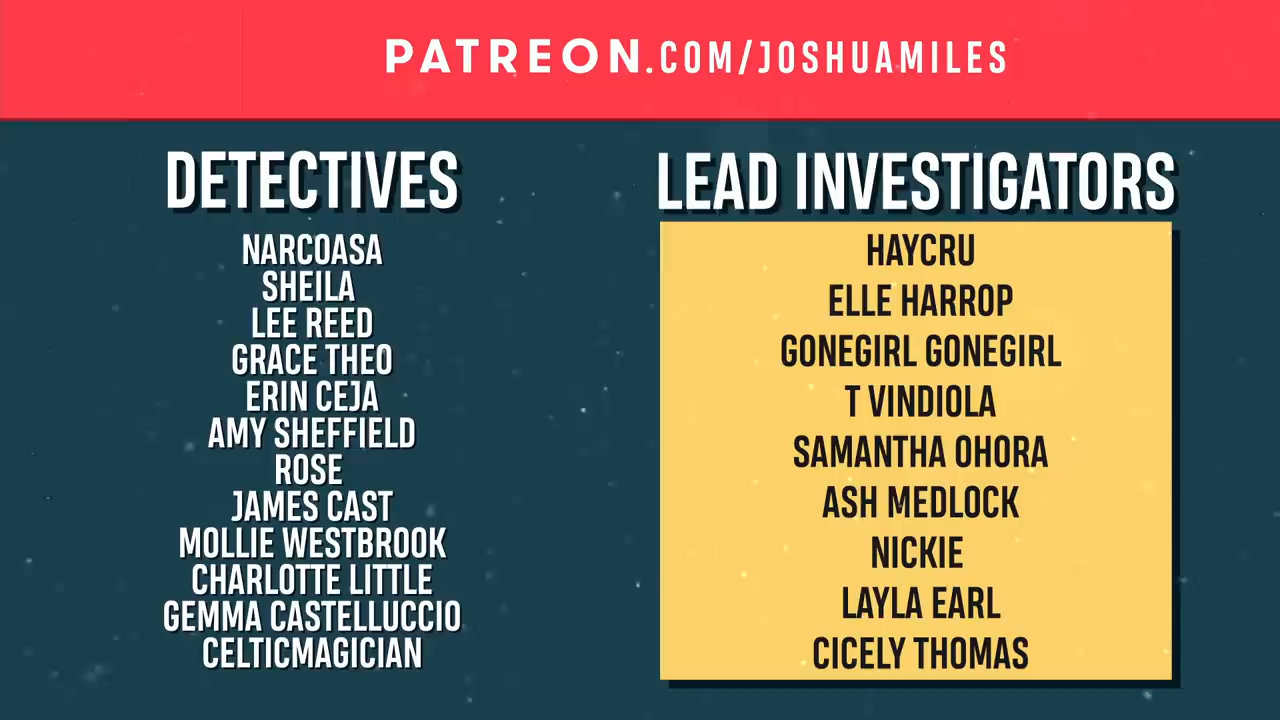 PATREON.COM/JOSHUAMILES
DETECTIVES
NARCOASA
SHEILA
LEE REED
GRACE THEO
ERIN CEJA
AMY SHEFFIELD
ROSE
JAMES CAST
MOLLIE WESTBROOK
CHARLOTTE LITTLE
GEMMA CASTELLUCCIO
CELTICMAGICIAN
LEAD INVESTIGATORS
HAYCRU
ELLE HARROP
GONEGIRL GONEGIRL
T VINDIOLA
SAMANTHA OHORA
ASH MEDLOCK
NICKIE
LAYLA EARL
CICELY THOMAS